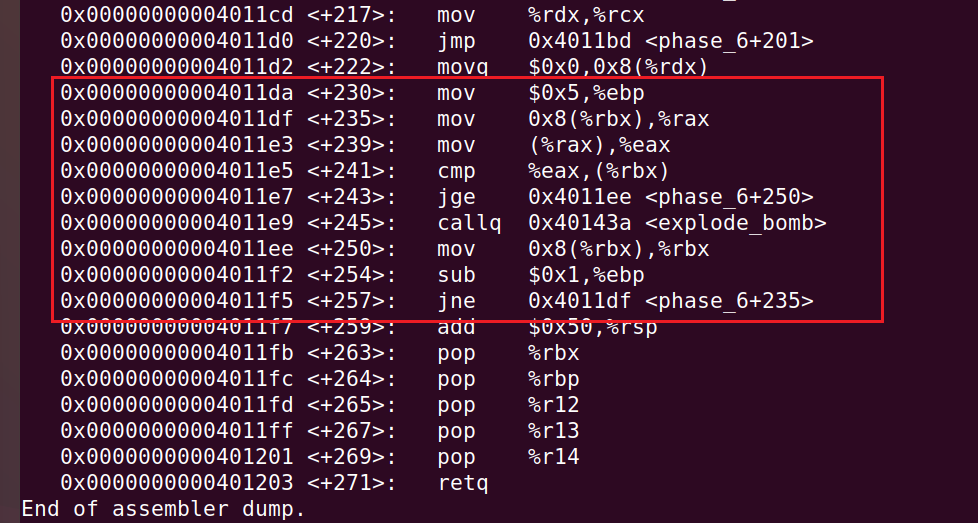 0x00000000004011cd <+217>: mov %rdx,%rcx
0x00000000004011d0 <+220>: jmp 0x4011bd <phase_6+201>
0x00000000004011d2 <+222>: movq $0x0,0x8(%rdx)
0x00000000004011da <+230>: mov $0x5,%ebp
0x00000000004011df <+235>: mov 0x8(%rbx),%rax
0x00000000004011e3 <+239>: mov (%rax),%eax
0x00000000004011e5 <+241>: cmp %eax,(%rbx)
0x00000000004011e7 <+243>: jge 0x4011ee <phase_6+250>
0x00000000004011e9 <+245>: callq 0x40143a <explode_bomb>
0x00000000004011ee <+250>: mov 0x8(%rbx),%rbx
0x00000000004011f2 <+254>: sub $0x1,%ebp
0x00000000004011f5 <+257>: jne 0x4011df <phase_6+235>
0x00000000004011f7 <+259>: add $0x50,%rsp
0x00000000004011fb <+263>: pop %rbx
0x00000000004011fc <+264>: pop %rbp
0x00000000004011fd <+265>: pop %r12
0x00000000004011ff <+267>: pop %r13
0x0000000000401201 <+269>: pop %r14
0x0000000000401203 <+271>: retq
End of assembler dump.